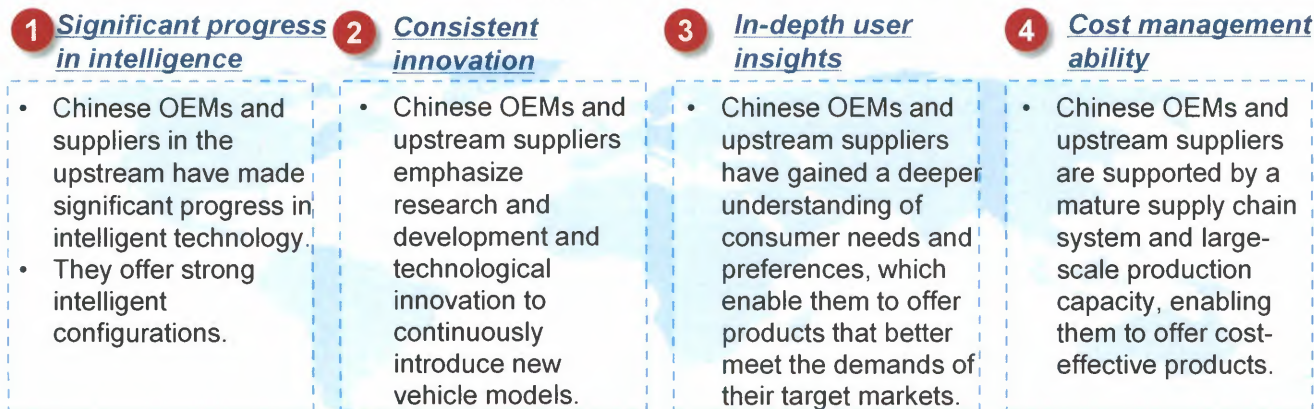 1 Significant progress
in intelligence
• Chinese OEMs and
suppliers in the
upstream have made
significant progress in
intelligent technology.
• They offer strong
intelligent
configurations.
2 Consistent
innovation
• Chinese OEMs and
upstream suppliers
emphasize
research and
development and
technological
innovation to
continuously
introduce new
vehicle models.
3 In-depth user
insights
• Chinese OEMs and
upstream suppliers
have gained a deeper
understanding of
consumer needs and
preferences, which
enable them to offer
products that better
meet the demands of
their target markets.
4 Cost management
ability
• Chinese OEMs and
upstream suppliers
are supported by a
mature supply chain
system and large-
scale production
capacity, enabling
them to offer cost-
effective products.